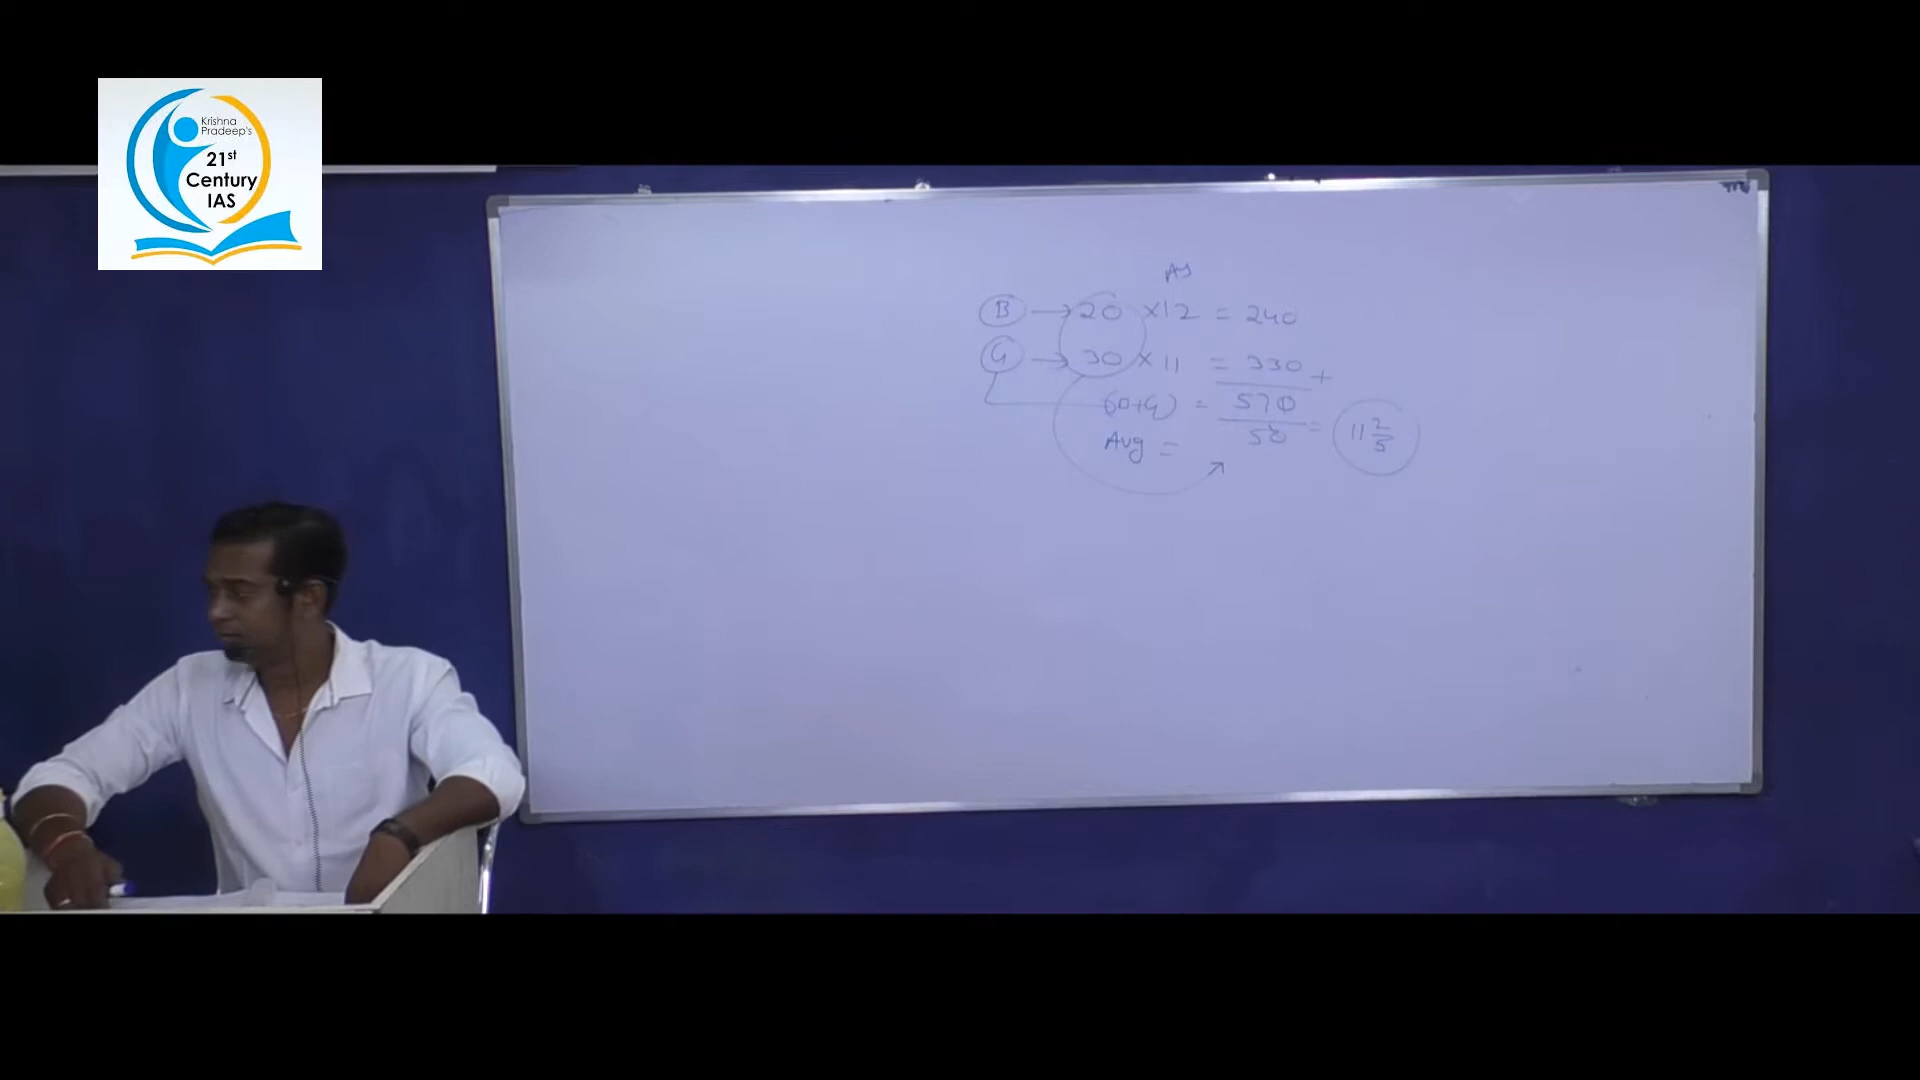 Krishna
Pradeep's
21st
Century
IAS
B → 20 × 12 = 240
G → 30 × 11 = 330 +
(B+G) = 570
Avg = 50 = 11 2/5